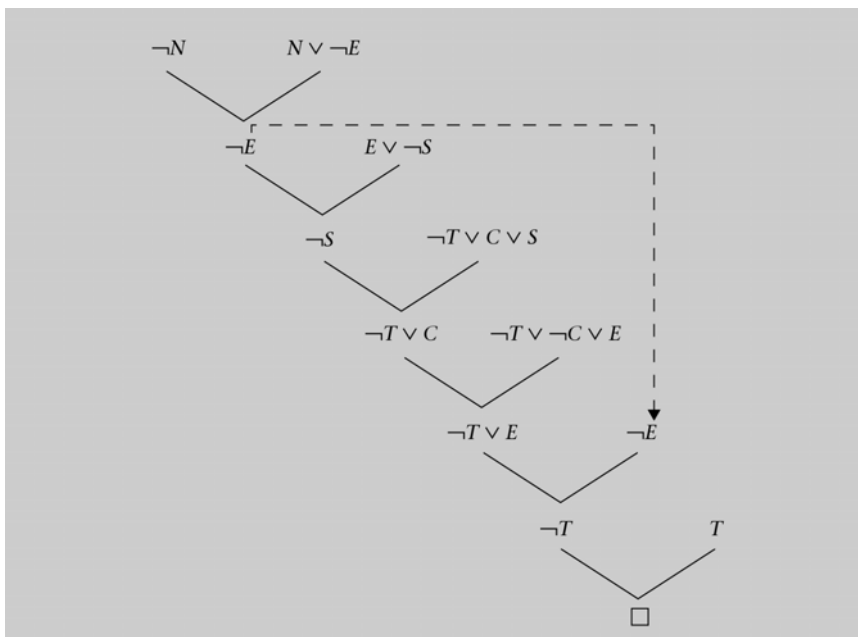 ¬N N ∨ ¬E
¬E E ∨ ¬S
¬S ¬T ∨ C ∨ S
¬T ∨ C ¬T ∨ ¬C ∨ E
¬T ∨ E ¬E
¬T T
□